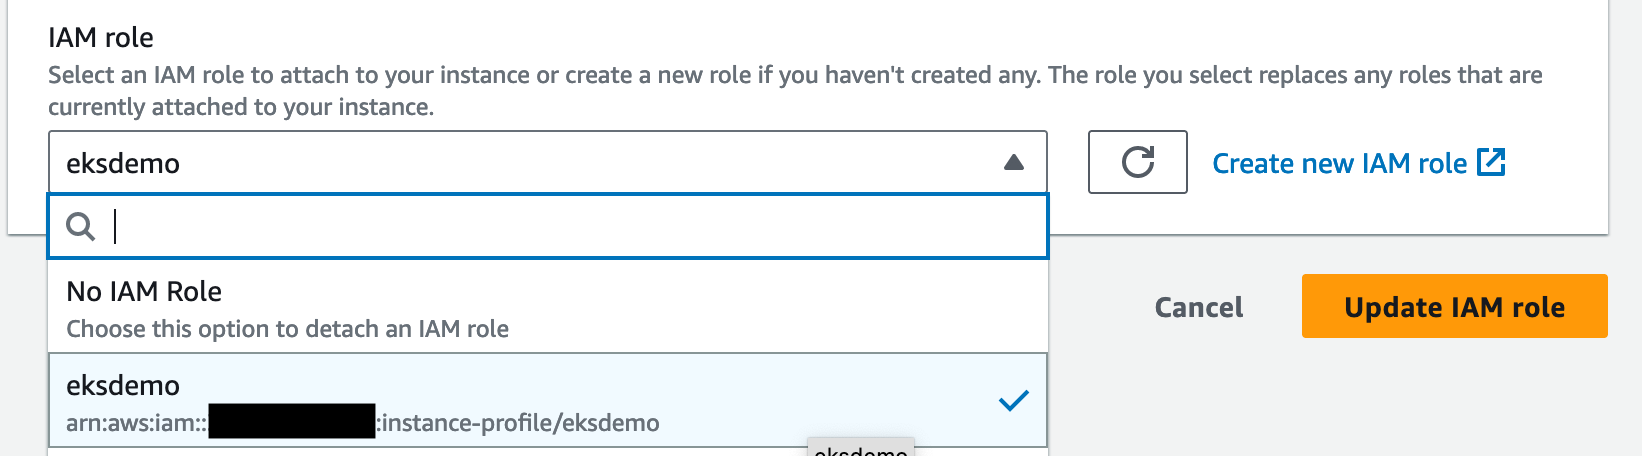 IAM role
Select an IAM role to attach to your instance or create a new role if you haven't created any. The role you select replaces any roles that are
currently attached to your instance.
eksdemo
Create new IAM role
No IAM Role
Choose this option to detach an IAM role
Cancel
Update IAM role
eksdemo
arn:aws:iam:: :instance-profile/eksdemo
eksdemo